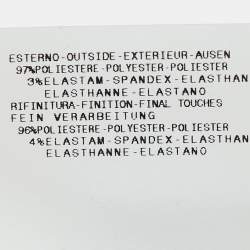 ESTERNO-OUTSIDE-EXTERIEUR-AUSEN
97%POLIESTERE-POLYESTER-POLIESTER
3%ELASTAM-SPANDEX-ELASTHAN
ELASTHANNE-ELASTANO
RIFINITURA-FINITION-FINAL TOUCHES
FEIN VERARBEITUNG
96%POLIESTERE-POLYESTER-POLIESTER
4%ELASTAM-SPANDEX-ELASTHAN
ELASTHANNE-ELASTANO